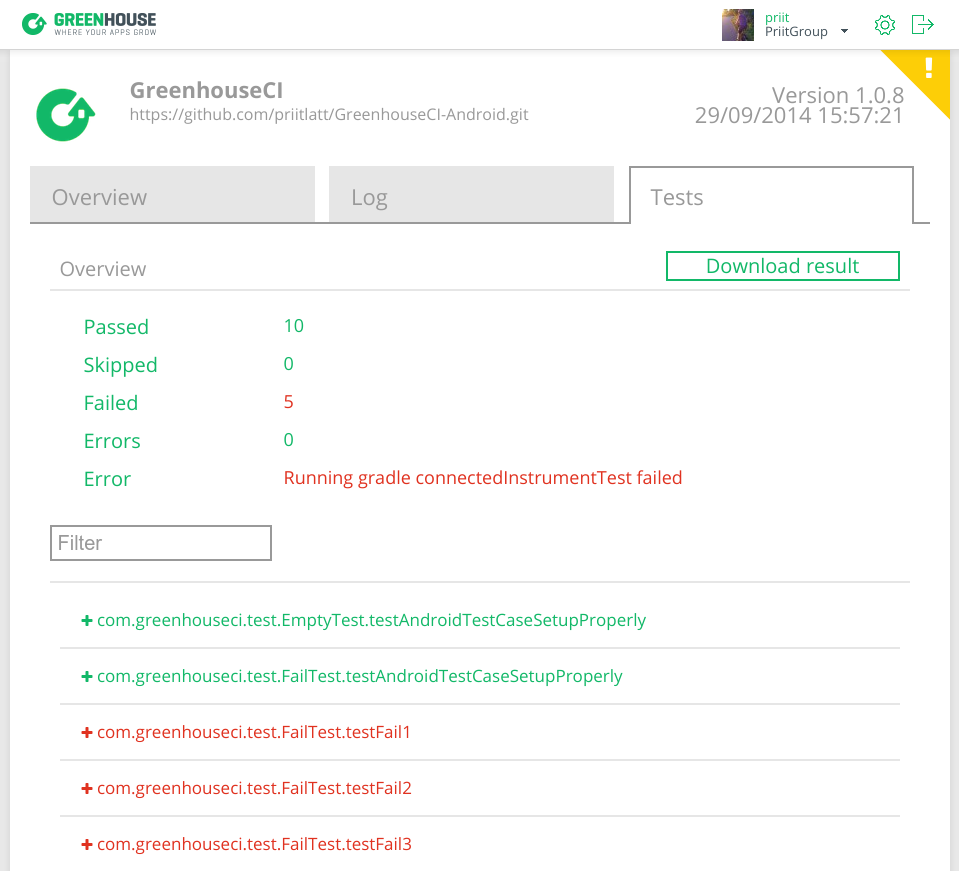 GREENHOUSE
WHERE YOUR APPS GROW
priit
PriitGroup
!
GreenhouseCI
https://github.com/priitlatt/GreenhouseCI-Android.git
Version 1.0.8
29/09/2014 15:57:21
Overview
Log
Tests
Overview
Download result
Passed 10
Skipped 0
Failed 5
Errors 0
Error Running gradle connectedInstrumentTest failed
Filter
com.greenhouseci.test.EmptyTest.testAndroidTestCaseSetupProperly
com.greenhouseci.test.FailTest.testAndroidTestCaseSetupProperly
com.greenhouseci.test.FailTest.testFail1
com.greenhouseci.test.FailTest.testFail2
com.greenhouseci.test.FailTest.testFail3